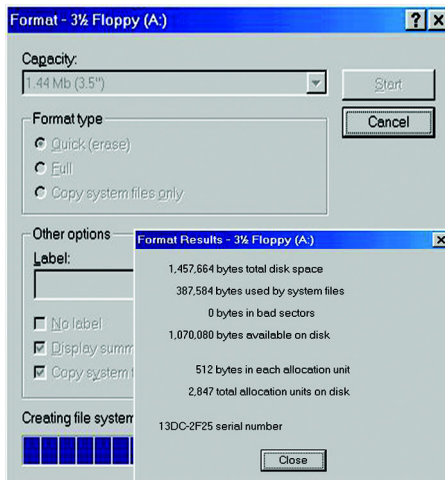 Format - 3½ Floppy (A:)
Capacity:
1.44 Mb (3.5")
Start
Cancel
Format type
Quick (erase)
Full
Copy system files only
Other options
Label:
No label
Display summ
Copy system f
Creating file system
Format Results - 3½ Floppy (A:)
1,457,664 bytes total disk space
387,584 bytes used by system files
0 bytes in bad sectors
1,070,080 bytes available on disk
512 bytes in each allocation unit
2,847 total allocation units on disk
13DC-2F25 serial number
Close